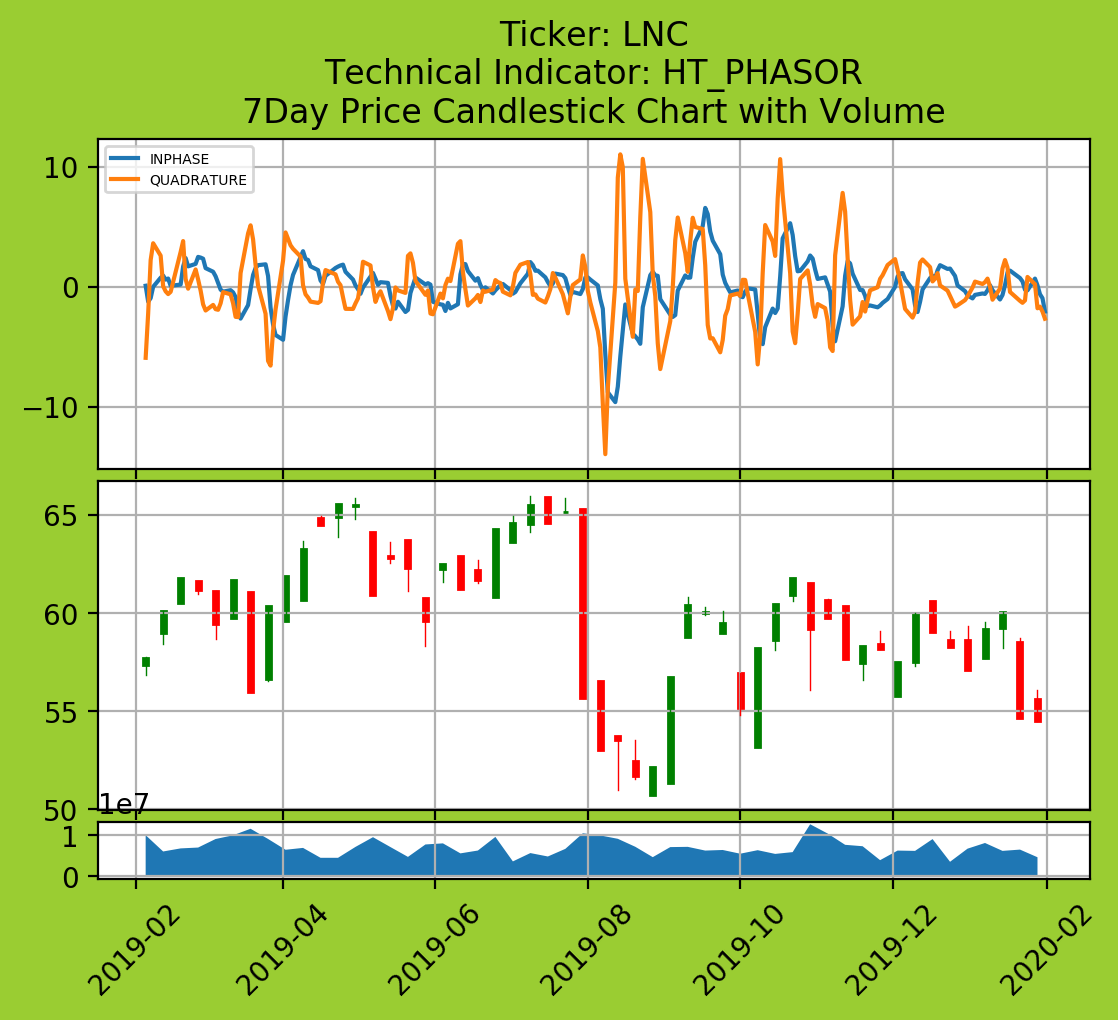 Ticker: LNC
Technical Indicator: HT_PHASOR
7Day Price Candlestick Chart with Volume
INPHASE
QUADRATURE
10
0
−10
65
60
55
50
1e7
1
0
2019-02
2019-04
2019-06
2019-08
2019-10
2019-12
2020-02